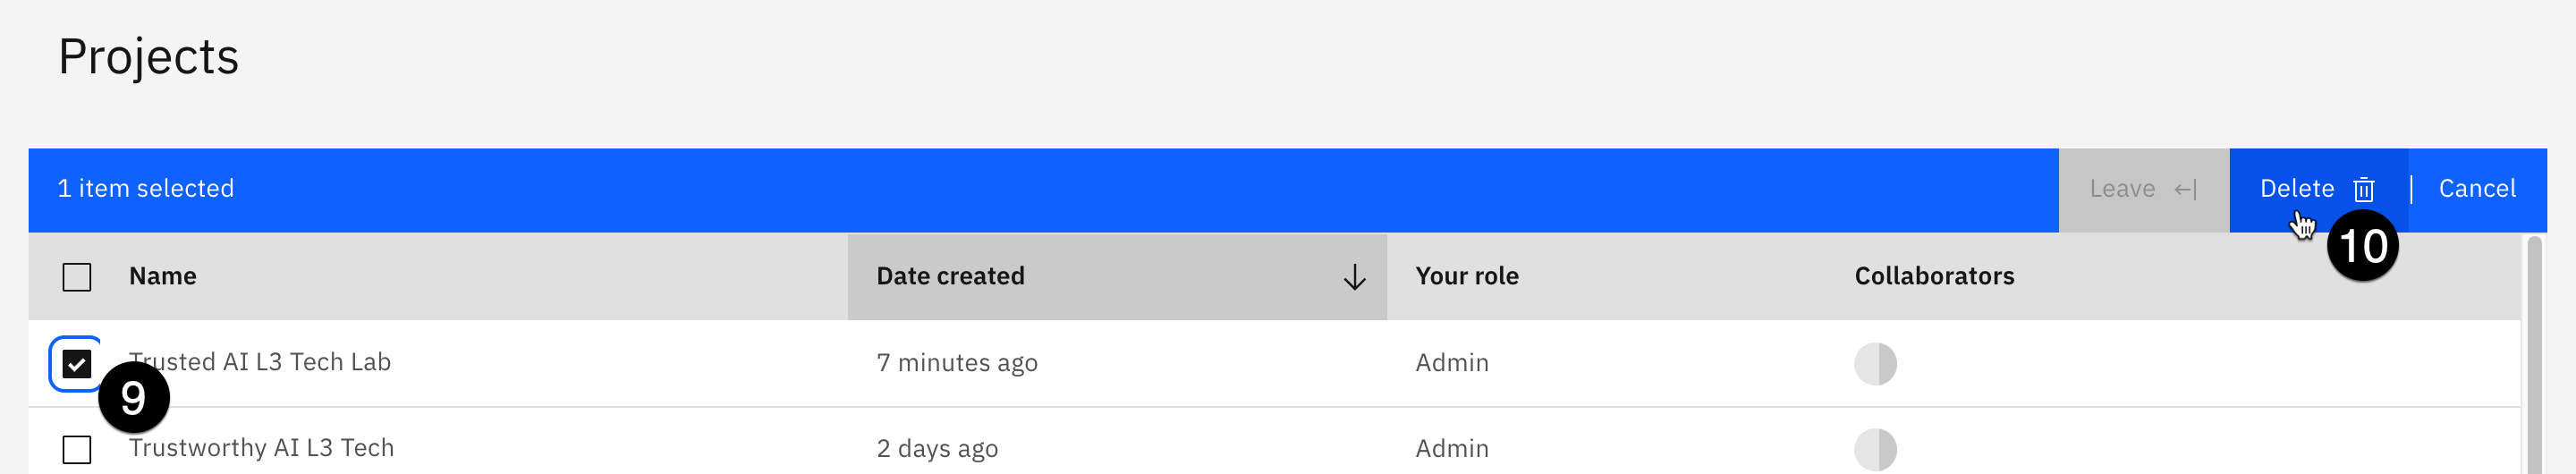 Projects
1 item selected Leave Delete | Cancel
10
Name Date created Your role Collaborators
Trusted AI L3 Tech Lab 7 minutes ago Admin
9
Trustworthy AI L3 Tech 2 days ago Admin